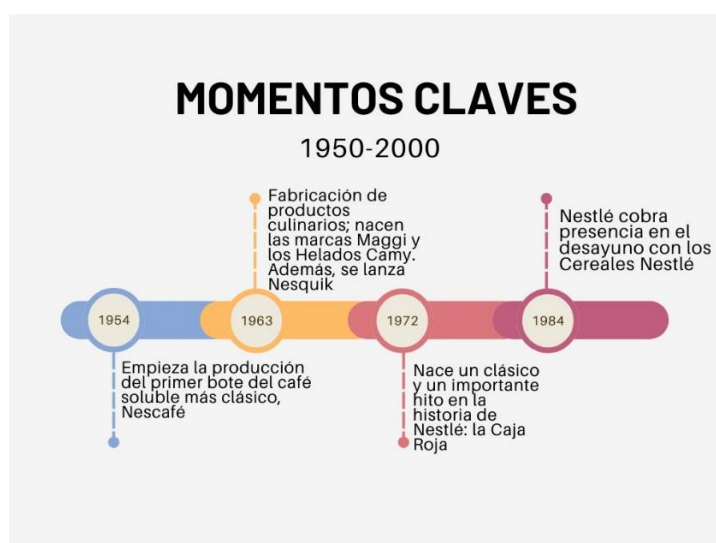 MOMENTOS CLAVES
1950-2000
Fabricación de
productos
culinarios; nacen
las marcas Maggi y
los Helados Camy.
Además, se lanza
Nesquik
Nestlé cobra
presencia en el
desayuno con los
Cereales Nestlé
1954
1963
1972
1984
Empieza la producción
del primer bote del café
soluble más clásico,
Nescafé
Nace un clásico
y un importante
hito en la
historia de
Nestlé: la Caja
Roja